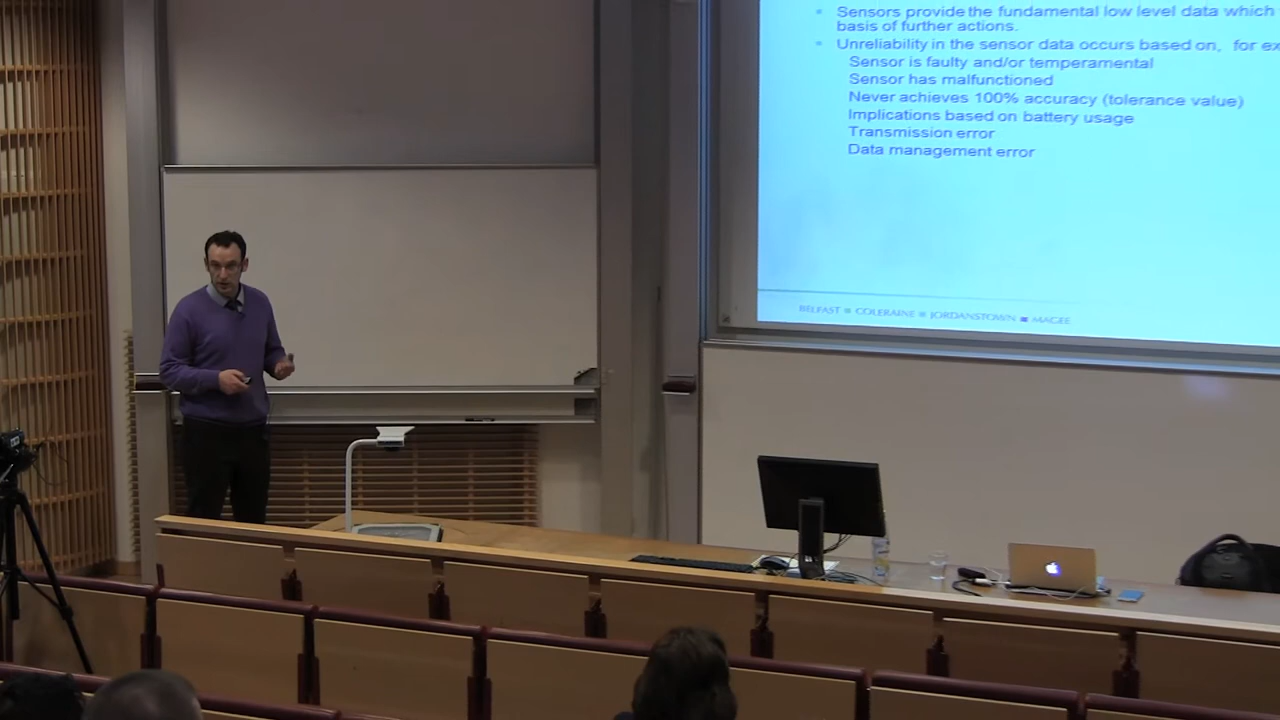 Sensors provide the fundamental low level data which
basis of further actions.
Unreliability in the sensor data occurs based on, for ex
Sensor is faulty and/or temperamental
Sensor has malfunctioned
Never achieves 100% accuracy (tolerance value)
Implications based on battery usage
Transmission error
Data management error
BELFAST COLERAINE JORDANSTOWN MAGEE